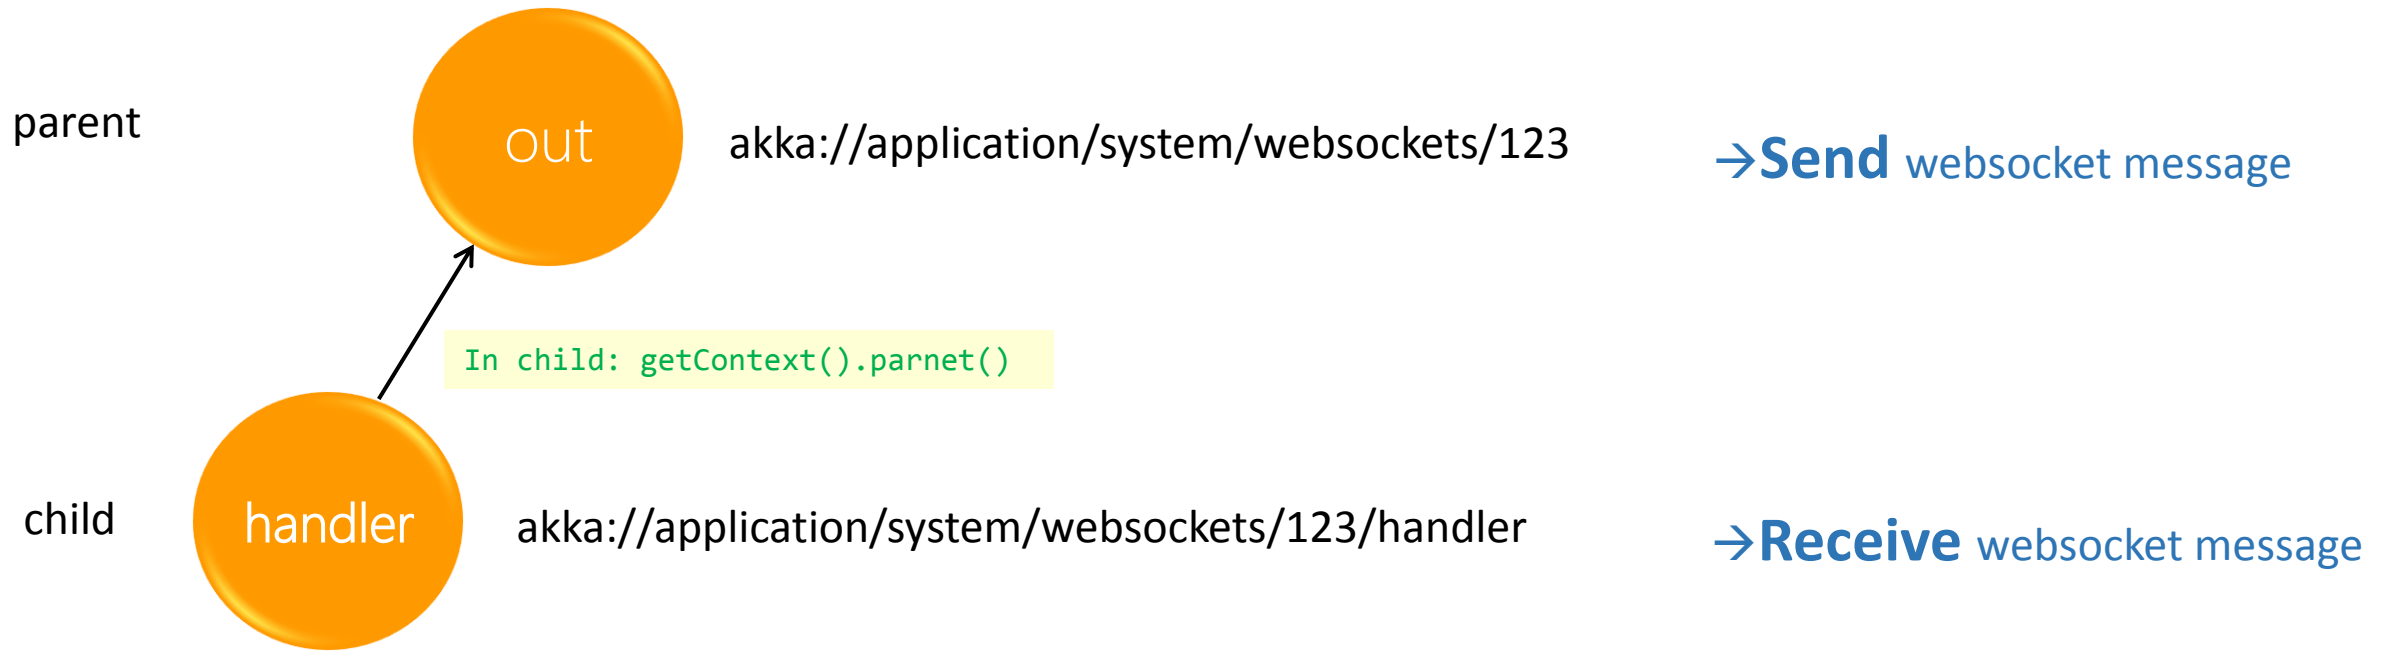 parent
out
akka://application/system/websockets/123
→Send websocket message
In child: getContext().parnet()
child
handler
akka://application/system/websockets/123/handler
→Receive websocket message